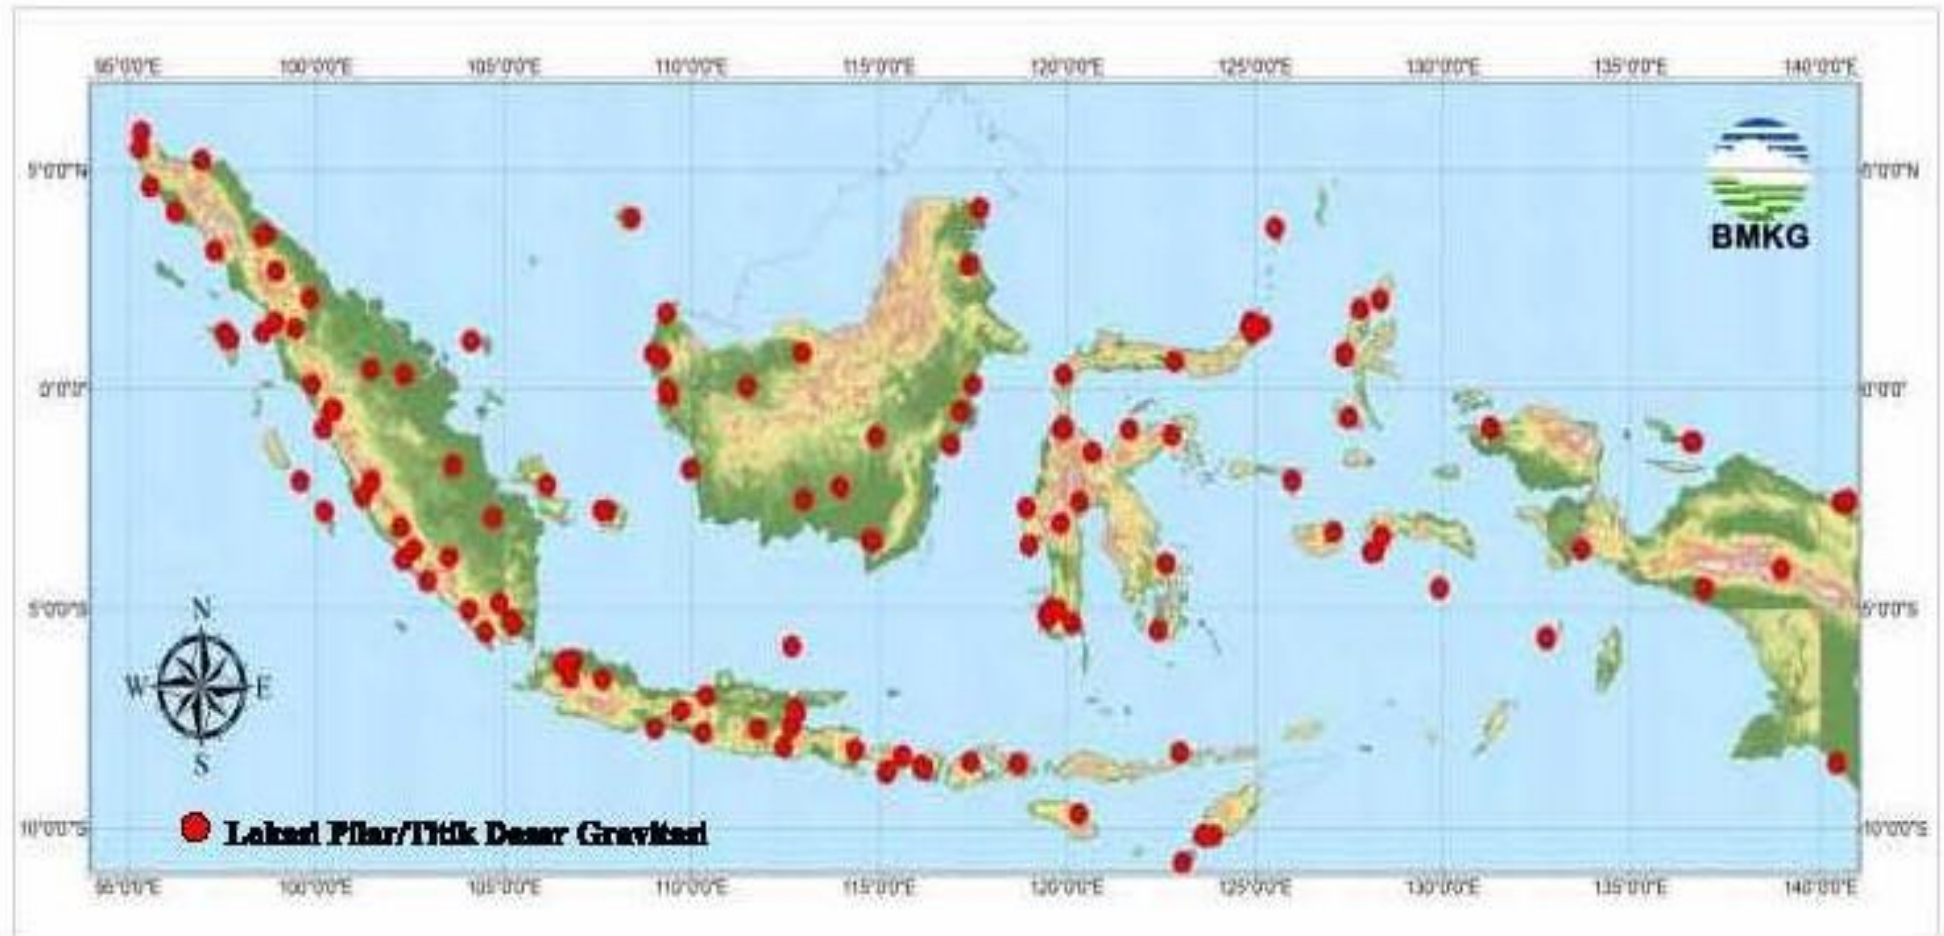 95°0'0"E 100°0'0"E 105°0'0"E 110°0'0"E 115°0'0"E 120°0'0"E 125°0'0"E 130°0'0"E 135°0'0"E 140°0'0"E
5°0'0"N 5°0'0"N
BMKG
0°0'0" 0°0'0"
5°0'0"S 5°0'0"S
N
W E
S
10°0'0"S 10°0'0"S
Lokasi Pilar/Titik Dasar Gravitasi
95°0'0"E 100°0'0"E 105°0'0"E 110°0'0"E 115°0'0"E 120°0'0"E 125°0'0"E 130°0'0"E 135°0'0"E 140°0'0"E